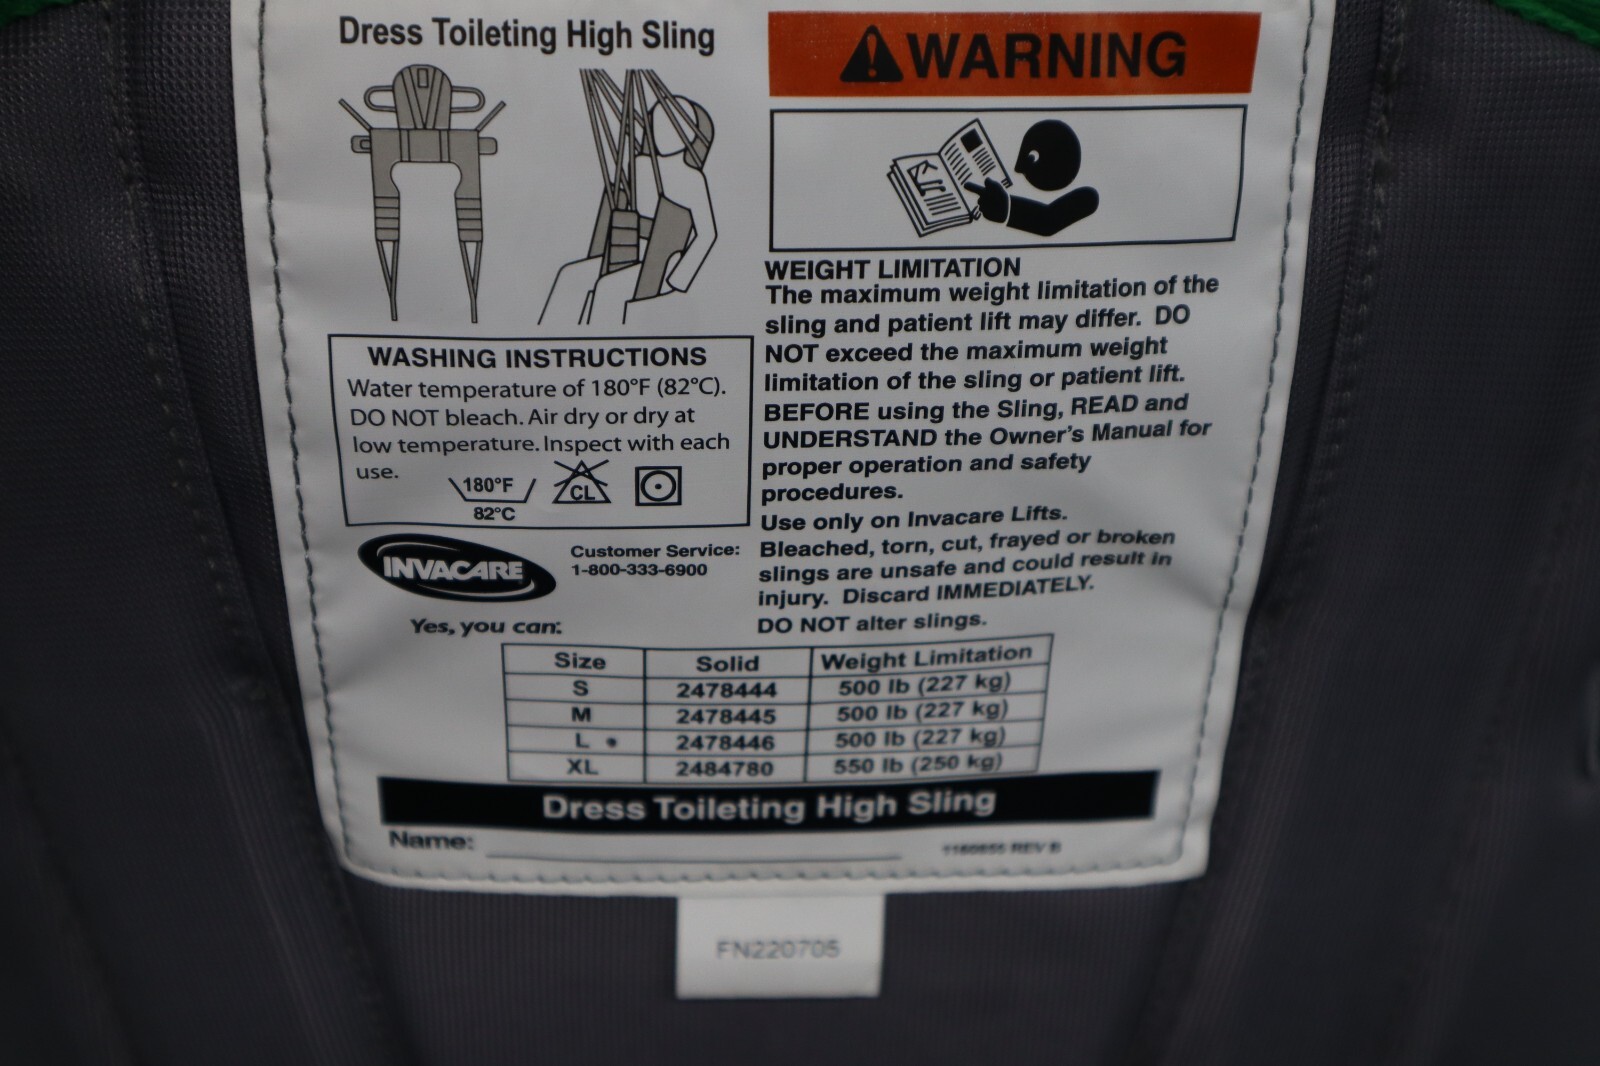 Dress Toileting High Sling
WASHING INSTRUCTIONS
Water temperature of 180°F (82°C).
DO NOT bleach. Air dry or dry at
low temperature. Inspect with each
use.
180°F
82°C
CL
INVACARE
Yes, you can.
Customer Service:
1-800-333-6900
WARNING
WEIGHT LIMITATION
The maximum weight limitation of the
sling and patient lift may differ. DO
NOT exceed the maximum weight
limitation of the sling or patient lift.
BEFORE using the Sling, READ and
UNDERSTAND the Owner's Manual for
proper operation and safety
procedures.
Use only on Invacare Lifts.
Bleached, torn, cut, frayed or broken
slings are unsafe and could result in
injury. Discard IMMEDIATELY.
DO NOT alter slings.
Size Solid Weight Limitation
S 2478444 500 lb (227 kg)
M 2478445 500 lb (227 kg)
L 2478446 500 lb (227 kg)
XL 2484780 550 lb (250 kg)
Dress Toileting High Sling
Name:
REV B
FN220705